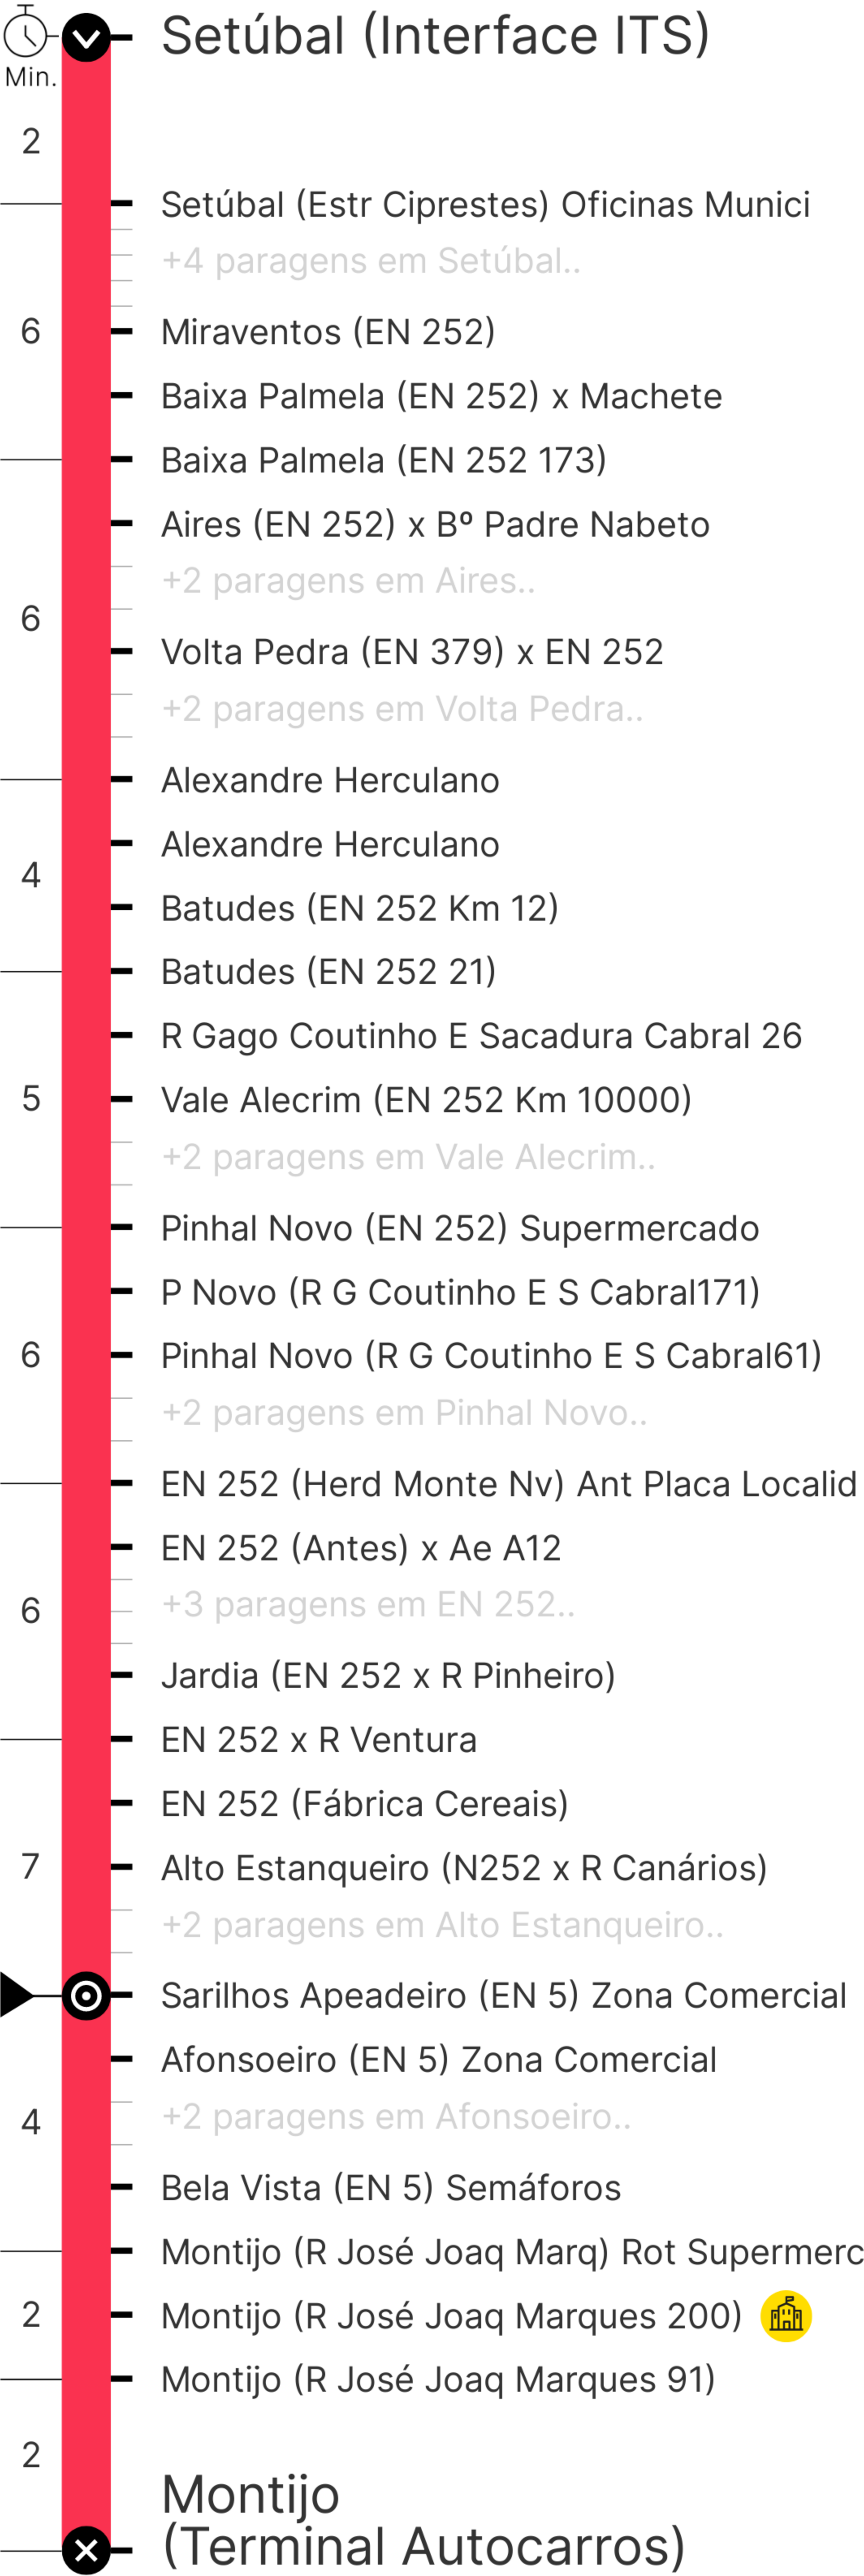 Setúbal (Interface ITS)
Min.
2
Setúbal (Estr Ciprestes) Oficinas Munici
+4 paragens em Setúbal..
6
Miraventos (EN 252)
Baixa Palmela (EN 252) x Machete
Baixa Palmela (EN 252 173)
Aires (EN 252) x Bº Padre Nabeto
+2 paragens em Aires..
6
Volta Pedra (EN 379) x EN 252
+2 paragens em Volta Pedra..
Alexandre Herculano
Alexandre Herculano
4
Batudes (EN 252 Km 12)
Batudes (EN 252 21)
R Gago Coutinho E Sacadura Cabral 26
5
Vale Alecrim (EN 252 Km 10000)
+2 paragens em Vale Alecrim..
Pinhal Novo (EN 252) Supermercado
P Novo (R G Coutinho E S Cabral171)
6
Pinhal Novo (R G Coutinho E S Cabral61)
+2 paragens em Pinhal Novo..
EN 252 (Herd Monte Nv) Ant Placa Localid
EN 252 (Antes) x Ae A12
+3 paragens em EN 252..
6
Jardia (EN 252 x R Pinheiro)
EN 252 x R Ventura
EN 252 (Fábrica Cereais)
7
Alto Estanqueiro (N252 x R Canários)
+2 paragens em Alto Estanqueiro..
Sarilhos Apeadeiro (EN 5) Zona Comercial
Afonsoeiro (EN 5) Zona Comercial
+2 paragens em Afonsoeiro..
4
Bela Vista (EN 5) Semáforos
Montijo (R José Joaq Marq) Rot Supermerc
2
Montijo (R José Joaq Marques 200)
Montijo (R José Joaq Marques 91)
2
Montijo
(Terminal Autocarros)